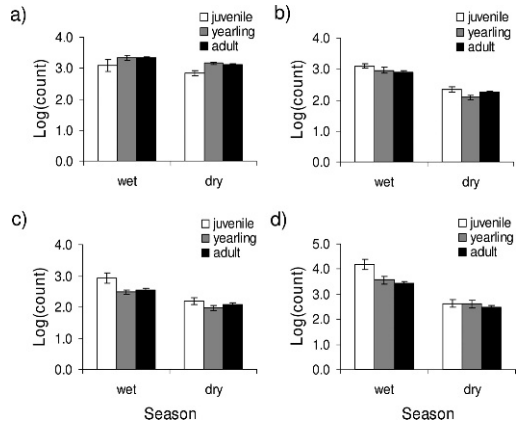 a)
juvenile
yearling
adult
Log(count)
4.0
3.0
2.0
1.0
0.0
wet dry
b)
juvenile
yearling
adult
Log(count)
4.0
3.0
2.0
1.0
0.0
wet dry
c)
juvenile
yearling
adult
Log(count)
4.0
3.0
2.0
1.0
0.0
wet dry
Season
d)
juvenile
yearling
adult
Log(count)
5.0
4.0
3.0
2.0
1.0
0.0
wet dry
Season